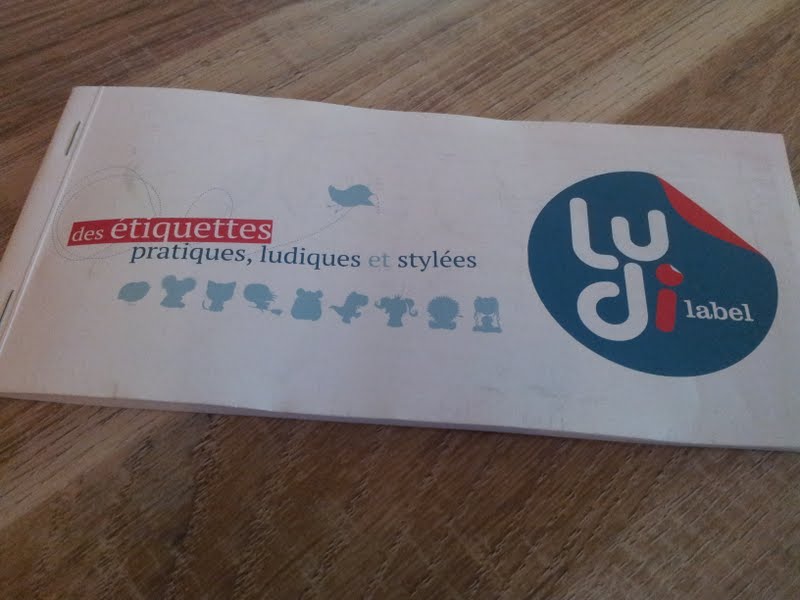 des étiquettes
pratiques, ludiques et stylées
Ludi label